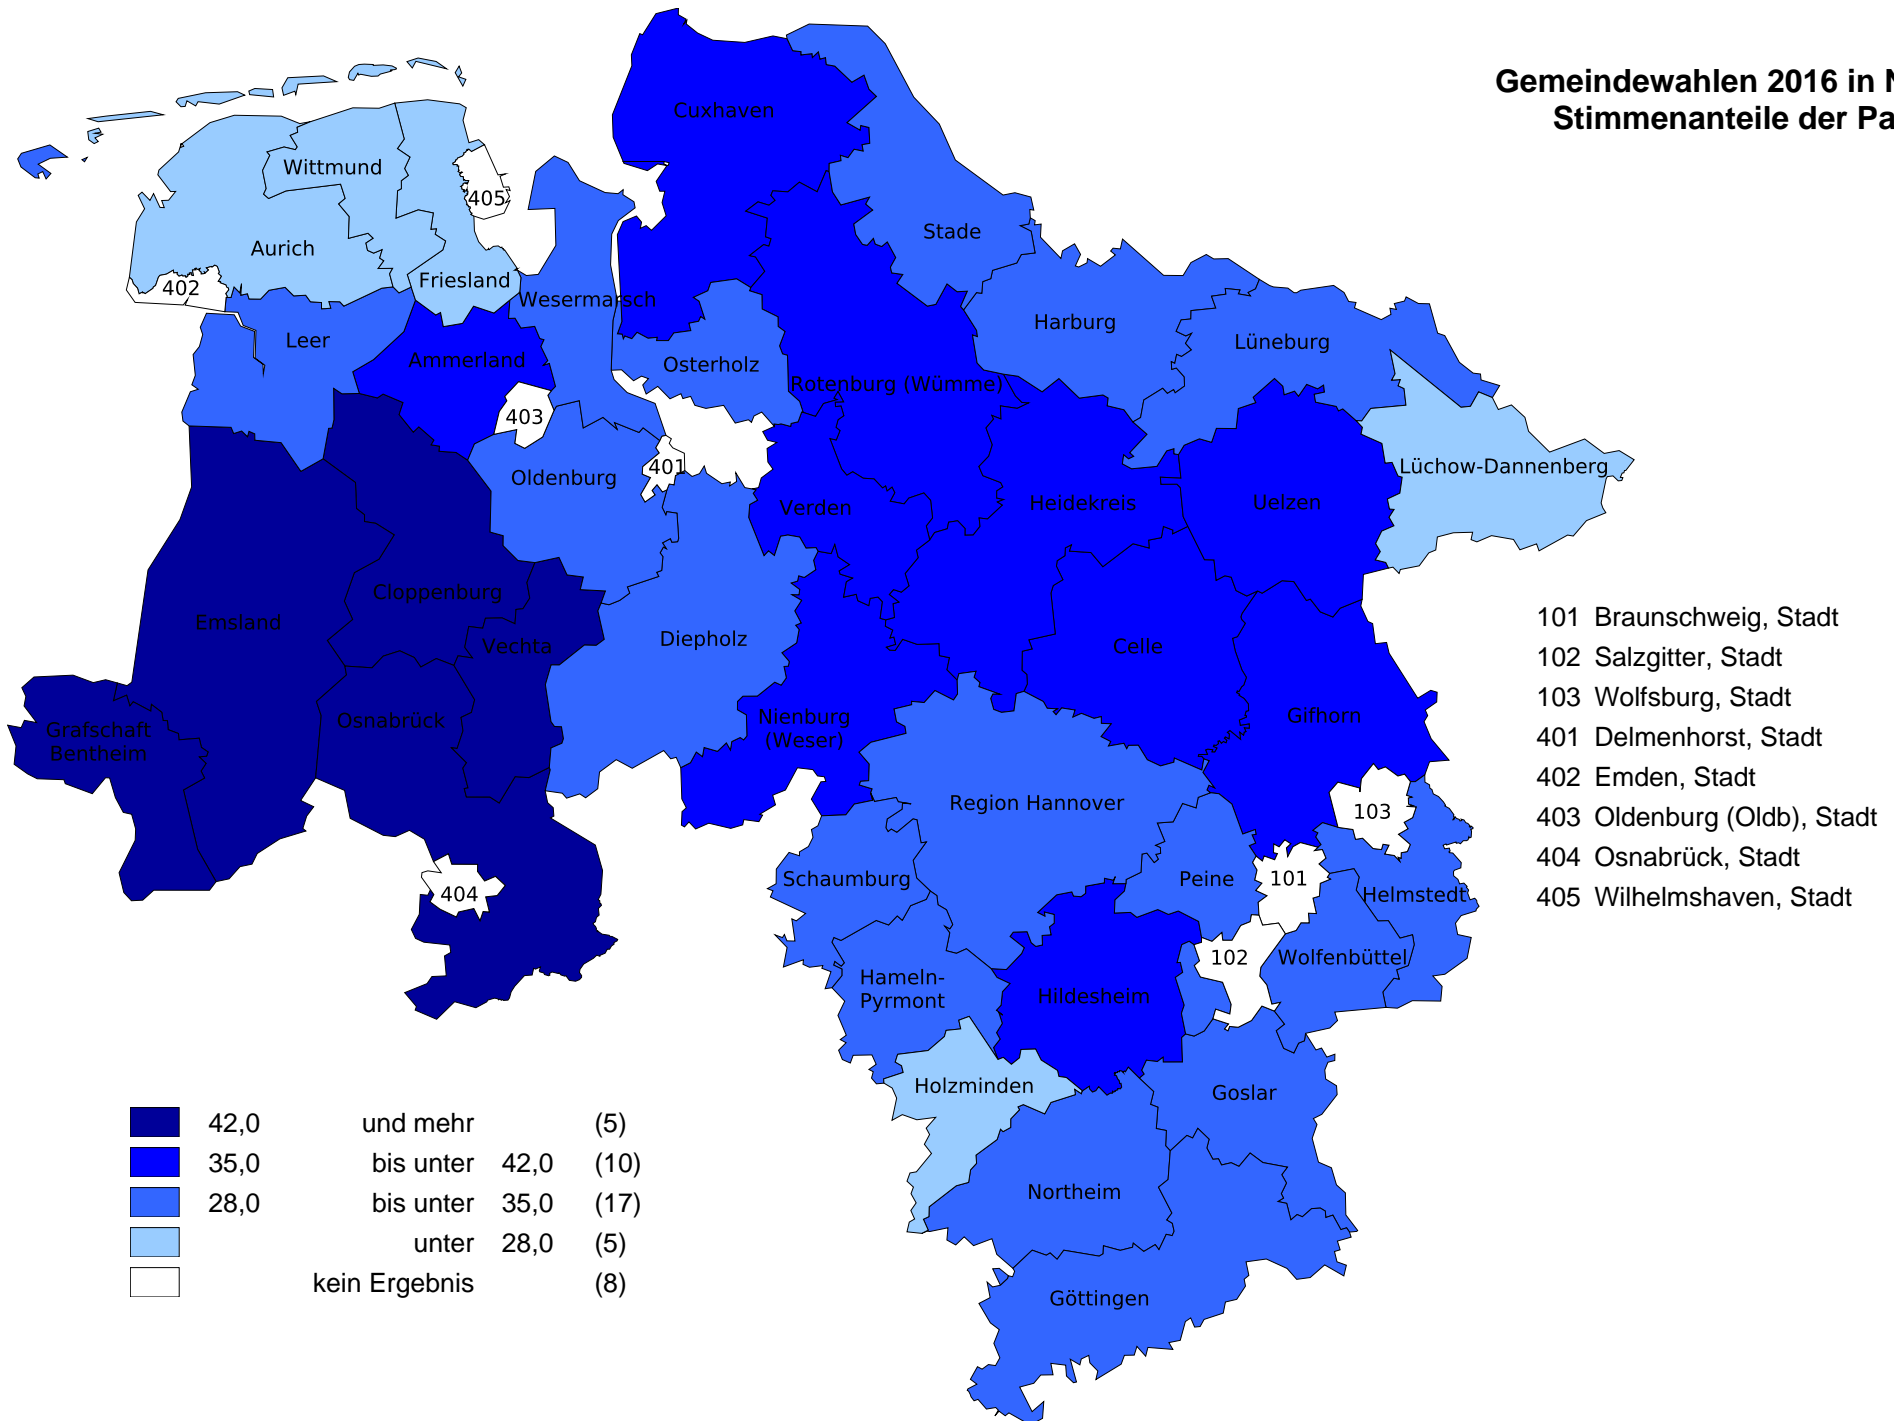 Gemeindewahlen 2016 in N
Stimmenanteile der Pa
Cuxhaven
Wittmund
405
Stade
Aurich
Friesland
402
Wesermarsch
Harburg
Leer
Lüneburg
Ammerland
Osterholz
Rotenburg (Wümme)
403
401
Lüchow-Dannenberg
Oldenburg
Verden
Heidekreis
Uelzen
Cloppenburg
Emsland
Diepholz
Vechta
Celle
Osnabrück
Nienburg
(Weser)
Gifhorn
Grafschaft
Bentheim
Region Hannover
103
Schaumburg
Peine
101
Helmstedt
404
102
Wolfenbüttel
Hameln-
Pyrmont
Hildesheim
Holzminden
Goslar
Northeim
Göttingen
101 Braunschweig, Stadt
102 Salzgitter, Stadt
103 Wolfsburg, Stadt
401 Delmenhorst, Stadt
402 Emden, Stadt
403 Oldenburg (Oldb), Stadt
404 Osnabrück, Stadt
405 Wilhelmshaven, Stadt
42,0 und mehr (5)
35,0 bis unter 42,0 (10)
28,0 bis unter 35,0 (17)
unter 28,0 (5)
kein Ergebnis (8)